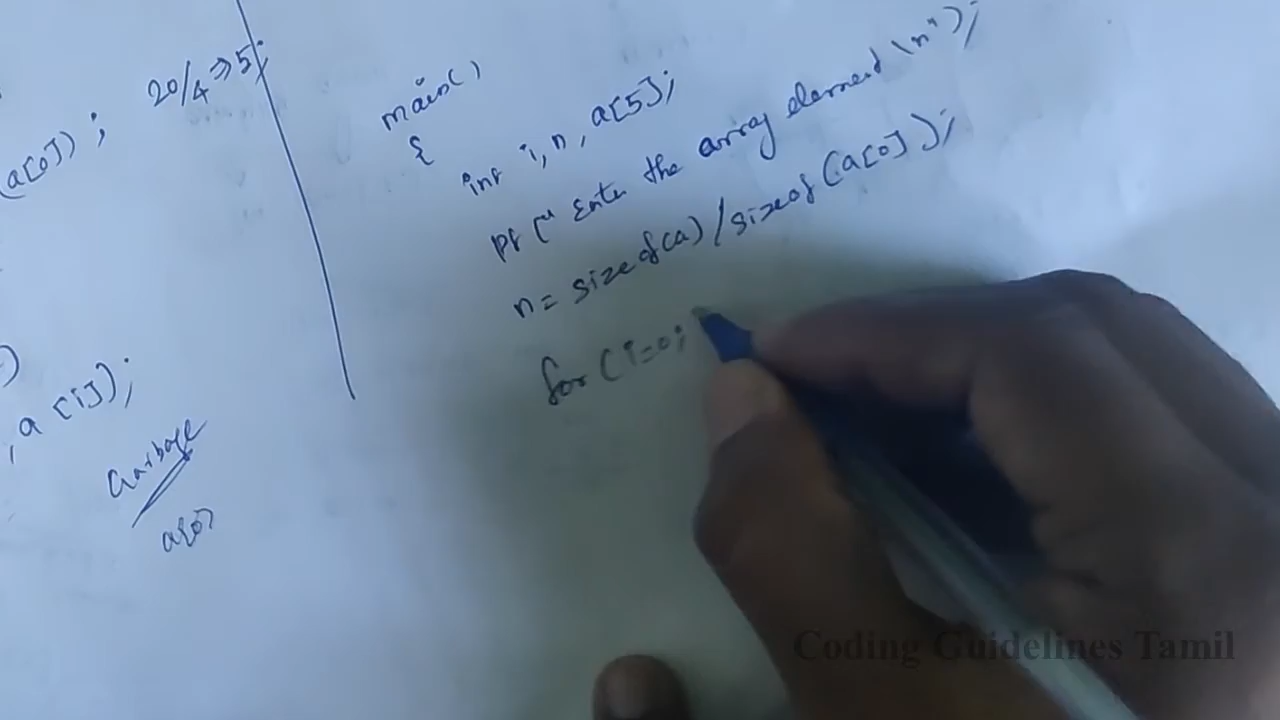 (a[0]); 20/4 ⇒ 5;
)
, a [i]);
Garbage
a[0]
main()
{
int i, n, a[5];
pf (" Enter the array element \n");
n = sizeof(a) / sizeof(a[0]);
for (i=0;
Coding Guidelines Tamil